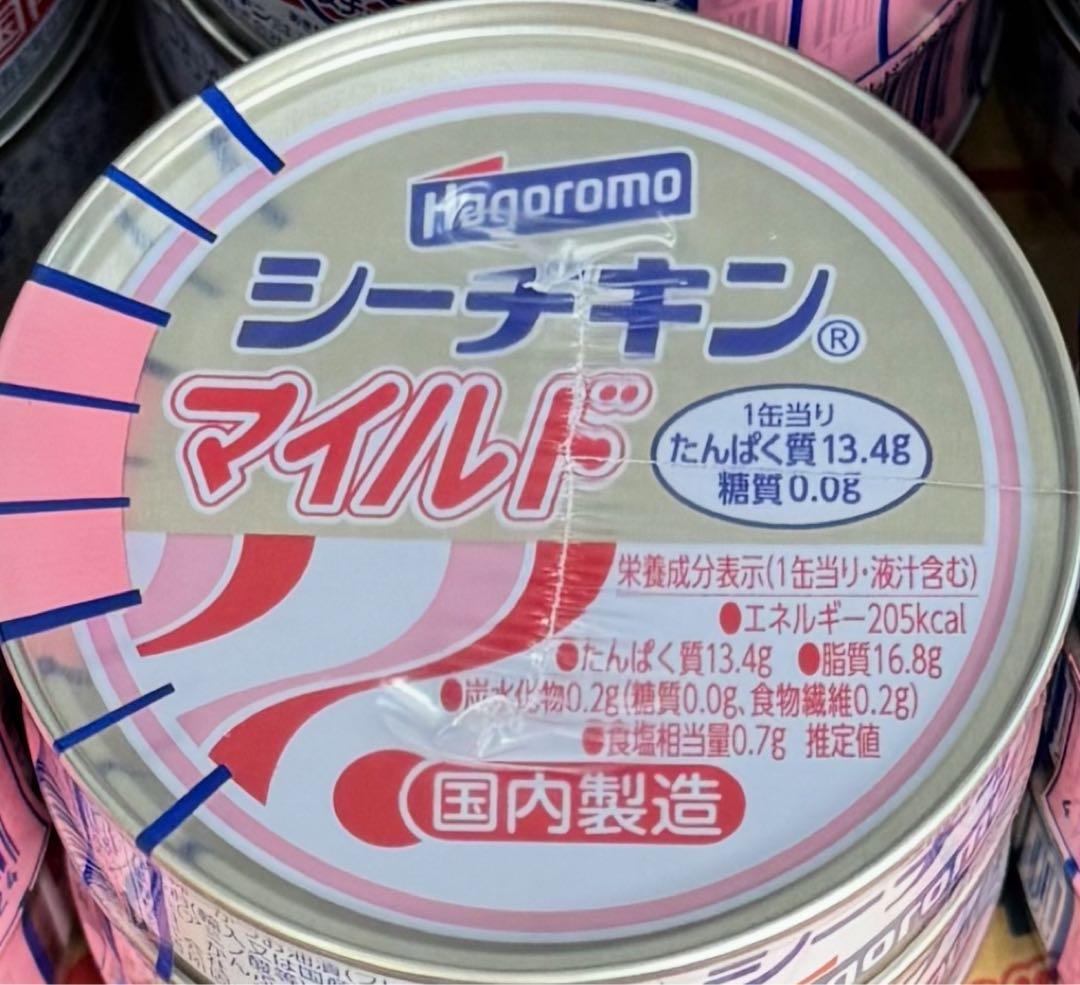 Hagoromo
シーチキン®
マイルド
1缶当り
たんぱく質13.4g
糖質0.0g
栄養成分表示(1缶当り・液汁含む)
●エネルギー205kcal
●たんぱく質13.4g ●脂質16.8g
●炭水化物0.2g(糖質0.0g、食物繊維0.2g)
●食塩相当量0.7g 推定値
国内製造